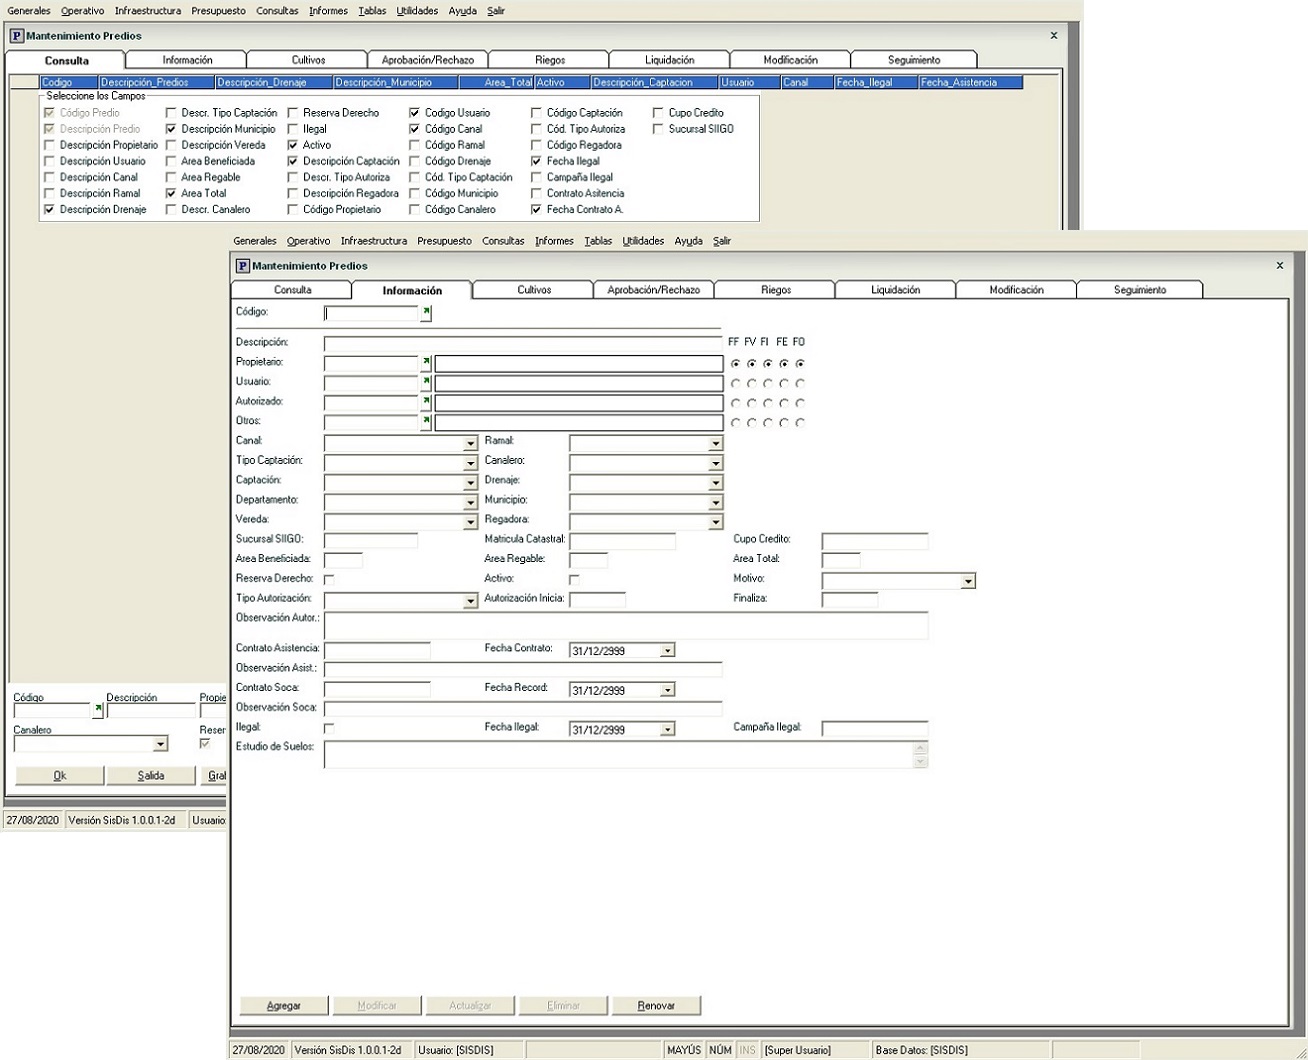 Generales Operativo Infraestructura Presupuesto Consultas Informes Tablas Utilidades Ayuda Salir
P Mantenimiento Predios x
Consulta Información Cultivos Aprobación/Rechazo Riegos Liquidación Modificación Seguimiento
Codigo Descripción_Predios Descripción_Drenaje Descripción_Municipio Area_Total Activo Descripción_Captacion Usuario Canal Fecha_Ilegal Fecha_Asistencia
Seleccione los Campos
Código Predio Descr. Tipo Captación Reserva Derecho Codigo Usuario Código Captación Cupo Credito
Descripción Predio Descripción Municipio Ilegal Código Canal Cód. Tipo Autoriza Sucursal SIIGO
Descripción Propietario Descripción Vereda Activo Código Ramal Código Regadora
Descripción Usuario Area Beneficiada Descripción Captación Código Drenaje Fecha Ilegal
Descripción Canal Area Regable Descr. Tipo Autoriza Cód. Tipo Captación Campaña Ilegal
Descripción Ramal Area Total Descripción Regadora Código Municipio Contrato Asitencia
Descripción Drenaje Descr. Canalero Código Propietario Código Canalero Fecha Contrato A.
Código Descripción Propie
Canalero Reser
Ok Salida Gral
27/08/2020 Versión SisDis 1.0.0.1-2d Usuario:
Generales Operativo Infraestructura Presupuesto Consultas Informes Tablas Utilidades Ayuda Salir
P Mantenimiento Predios x
Consulta Información Cultivos Aprobación/Rechazo Riegos Liquidación Modificación Seguimiento
Código:
Descripción: FF FV FI FE FO
Propietario:
Usuario:
Autorizado:
Otros:
Canal: Ramal:
Tipo Captación: Canalero:
Captación: Drenaje:
Departamento: Municipio:
Vereda: Regadora:
Sucursal SIIGO: Matricula Catastral: Cupo Credito:
Area Beneficiada: Area Regable: Area Total:
Reserva Derecho: Activo: Motivo:
Tipo Autorización: Autorización Inicia: Finaliza:
Observación Autor.:
Contrato Asistencia: Fecha Contrato: 31/12/2999
Observación Asist.:
Contrato Soca: Fecha Record: 31/12/2999
Observación Soca:
Ilegal: Fecha Ilegal: 31/12/2999 Campaña Ilegal:
Estudio de Suelos:
Agregar Modificar Actualizar Eliminar Renovar
27/08/2020 Versión SisDis 1.0.0.1-2d Usuario: [SISDIS] MAYÚS NÚM INS [Super Usuario] Base Datos: [SISDIS]